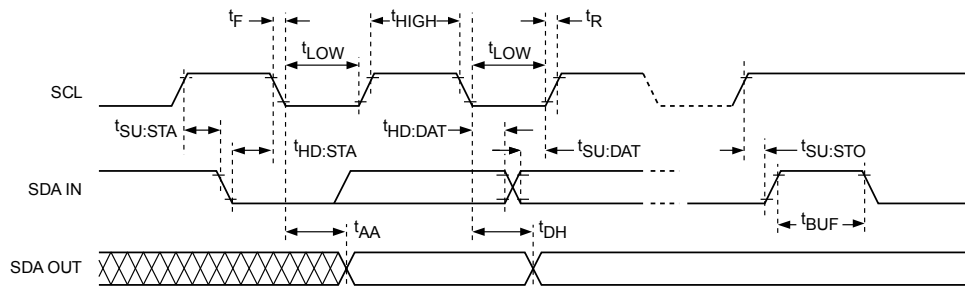 tF tHIGH tR
tLOW tLOW
SCL
tSU:STA tHD:STA tHD:DAT tSU:DAT tSU:STO
SDA IN
tAA tDH tBUF
SDA OUT